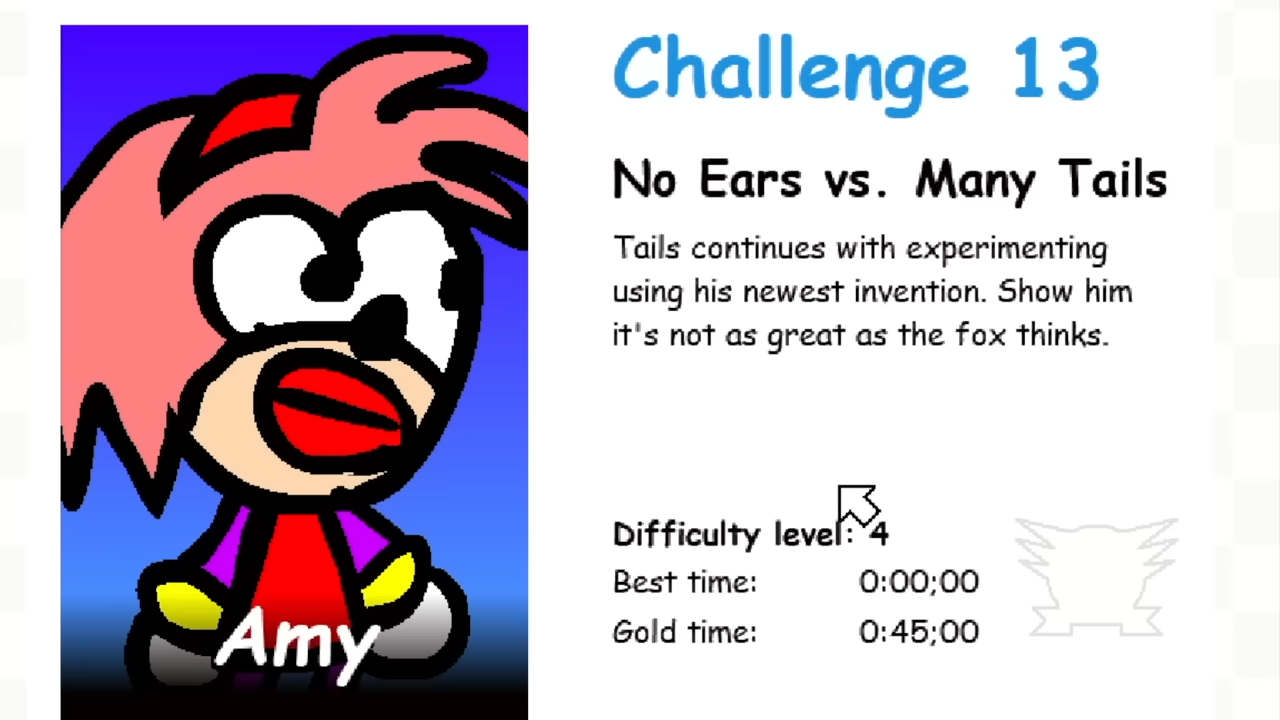 Challenge 13
No Ears vs. Many Tails
Tails continues with experimenting
using his newest invention. Show him
it's not as great as the fox thinks.
Difficulty level: 4
Best time: 0:00;00
Gold time: 0:45;00
Amy